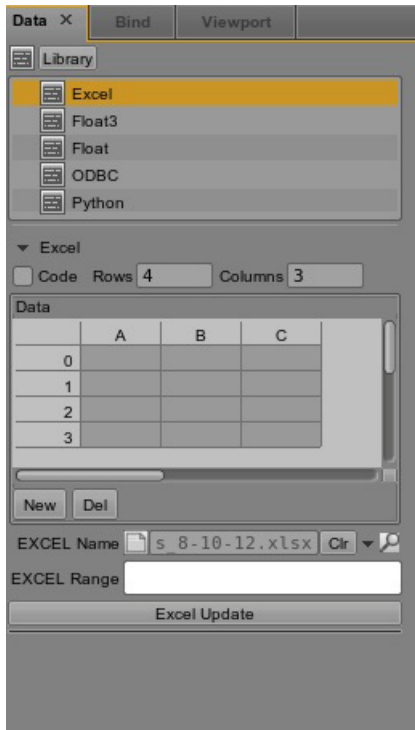 Data × Bind Viewport
Library
Excel
Float3
Float
ODBC
Python
Excel
Code Rows 4 Columns 3
Data
A B C
0
1
2
3
New Del
EXCEL Name s_8-10-12.xlsx Clr
EXCEL Range
Excel Update